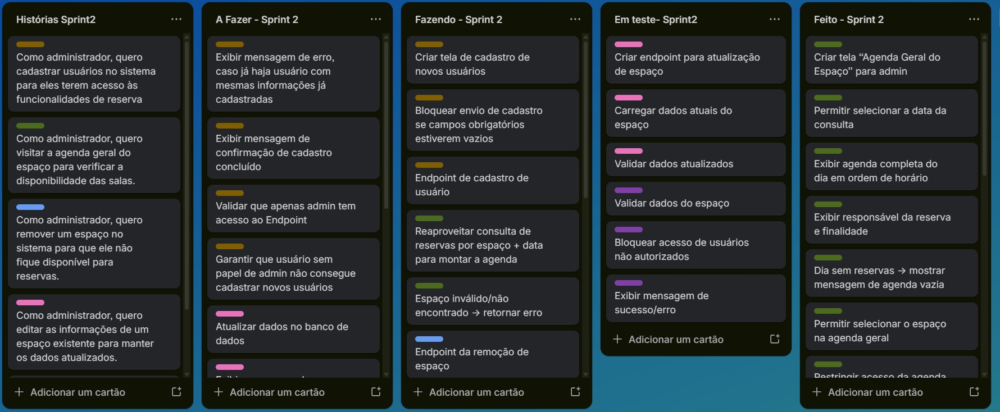 Histórias Sprint2
Como administrador, quero
cadastrar usuários no sistema
para eles terem acesso às
funcionalidades de reserva
Como administrador, quero
visitar a agenda geral do
espaço para verificar a
disponibilidade das salas.
Como administrador, quero
remover um espaço no
sistema para que ele não
fique disponível para
reservas.
Como administrador, quero
editar as informações de um
espaço existente para manter
os dados atualizados.
Adicionar um cartão
A Fazer - Sprint 2
Exibir mensagem de erro,
caso já haja usuário com
mesmas informações já
cadastradas
Exibir mensagem de
confirmação de cadastro
concluído
Validar que apenas admin tem
acesso ao Endpoint
Garantir que usuário sem
papel de admin não consegue
cadastrar novos usuários
Atualizar dados no banco de
dados
Adicionar um cartão
Fazendo - Sprint 2
Criar tela de cadastro de
novos usuários
Bloquear envio de cadastro
se campos obrigatórios
estiverem vazios
Endpoint de cadastro de
usuário
Reaproveitar consulta de
reservas por espaço + data
para montar a agenda
Espaço inválido/não
encontrado → retornar erro
Endpoint da remoção de
espaço
Adicionar um cartão
Em teste- Sprint2
Criar endpoint para atualização
de espaço
Carregar dados atuais do
espaço
Validar dados atualizados
Validar dados do espaço
Bloquear acesso de usuários
não autorizados
Exibir mensagem de
sucesso/erro
Adicionar um cartão
Feito - Sprint 2
Criar tela “Agenda Geral do
Espaço” para admin
Permitir selecionar a data da
consulta
Exibir agenda completa do
dia em ordem de horário
Exibir responsável da reserva
e finalidade
Dia sem reservas → mostrar
mensagem de agenda vazia
Permitir selecionar o espaço
na agenda geral
Restringir acesso da agenda
Adicionar um cartão